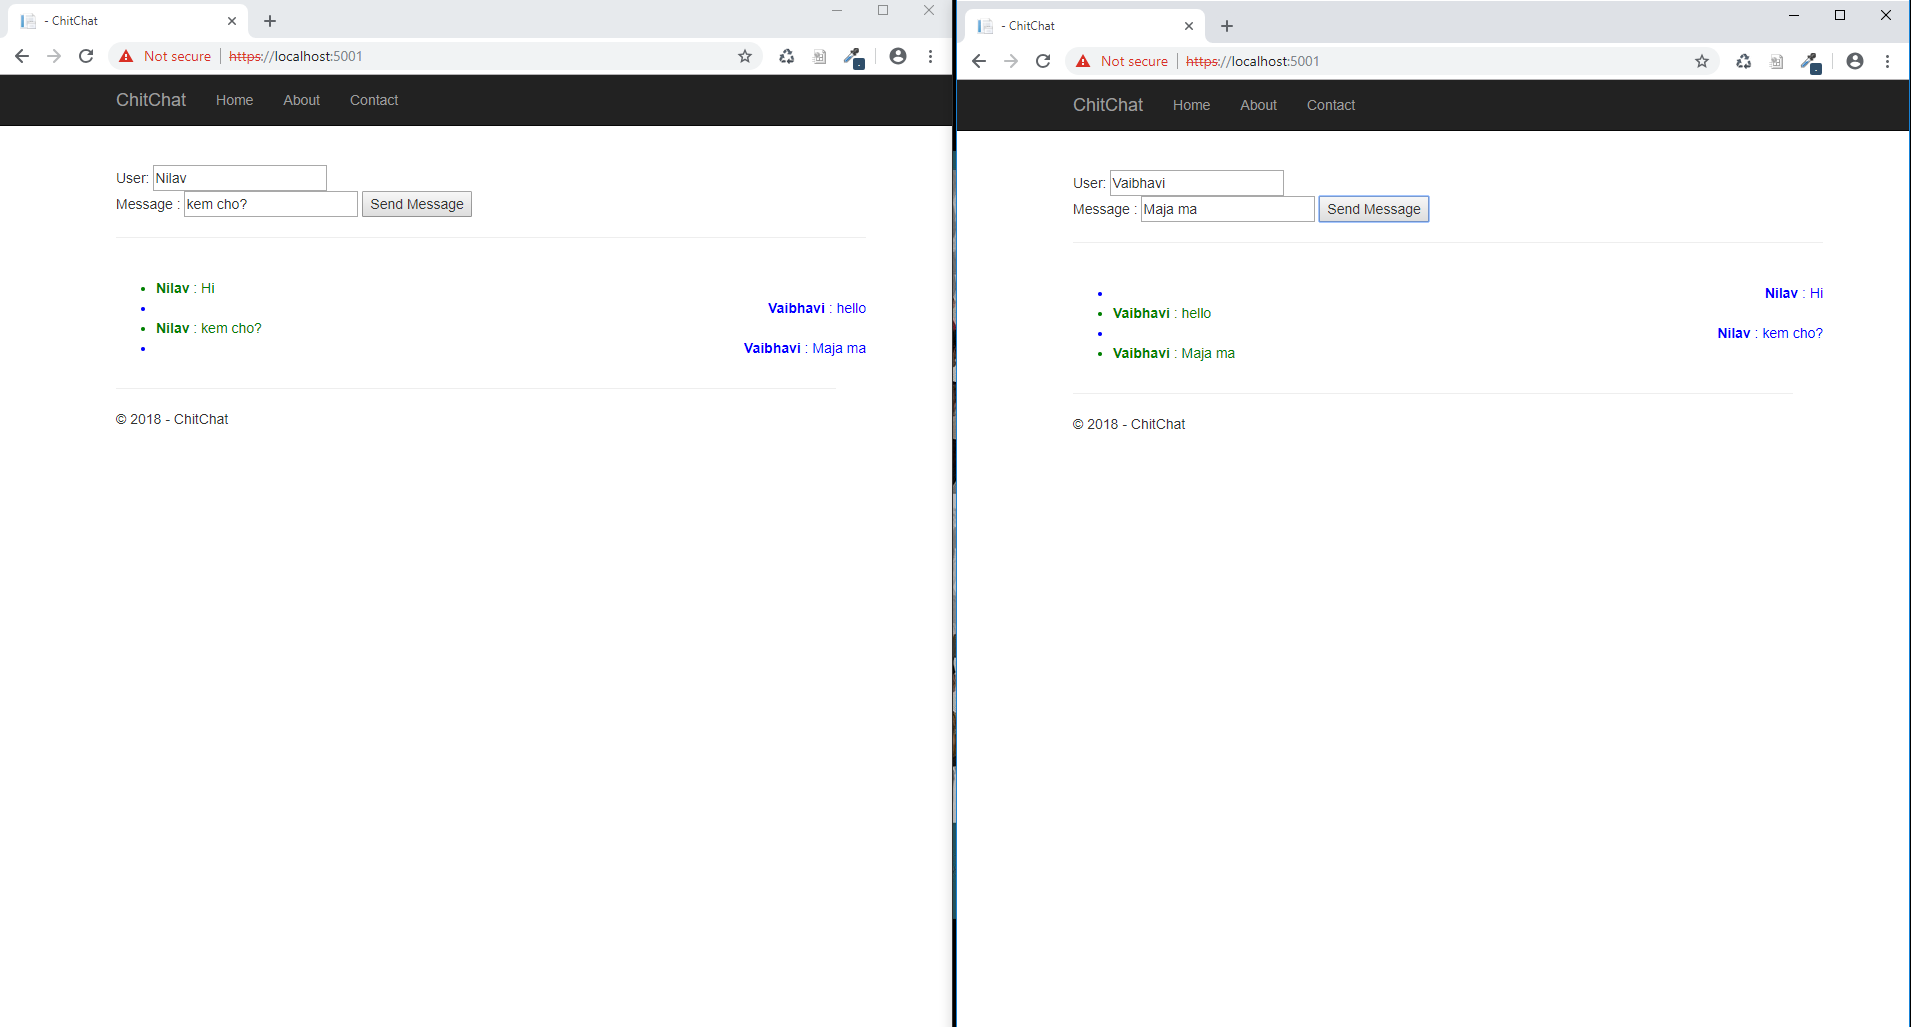 - ChitChat
Not secure https://localhost:5001
ChitChat Home About Contact
User: Nilav
Message : kem cho? Send Message
Nilav : Hi
Vaibhavi : hello
Nilav : kem cho?
Vaibhavi : Maja ma
© 2018 - ChitChat
- ChitChat
Not secure https://localhost:5001
ChitChat Home About Contact
User: Vaibhavi
Message : Maja ma Send Message
Nilav : Hi
Vaibhavi : hello
Nilav : kem cho?
Vaibhavi : Maja ma
© 2018 - ChitChat